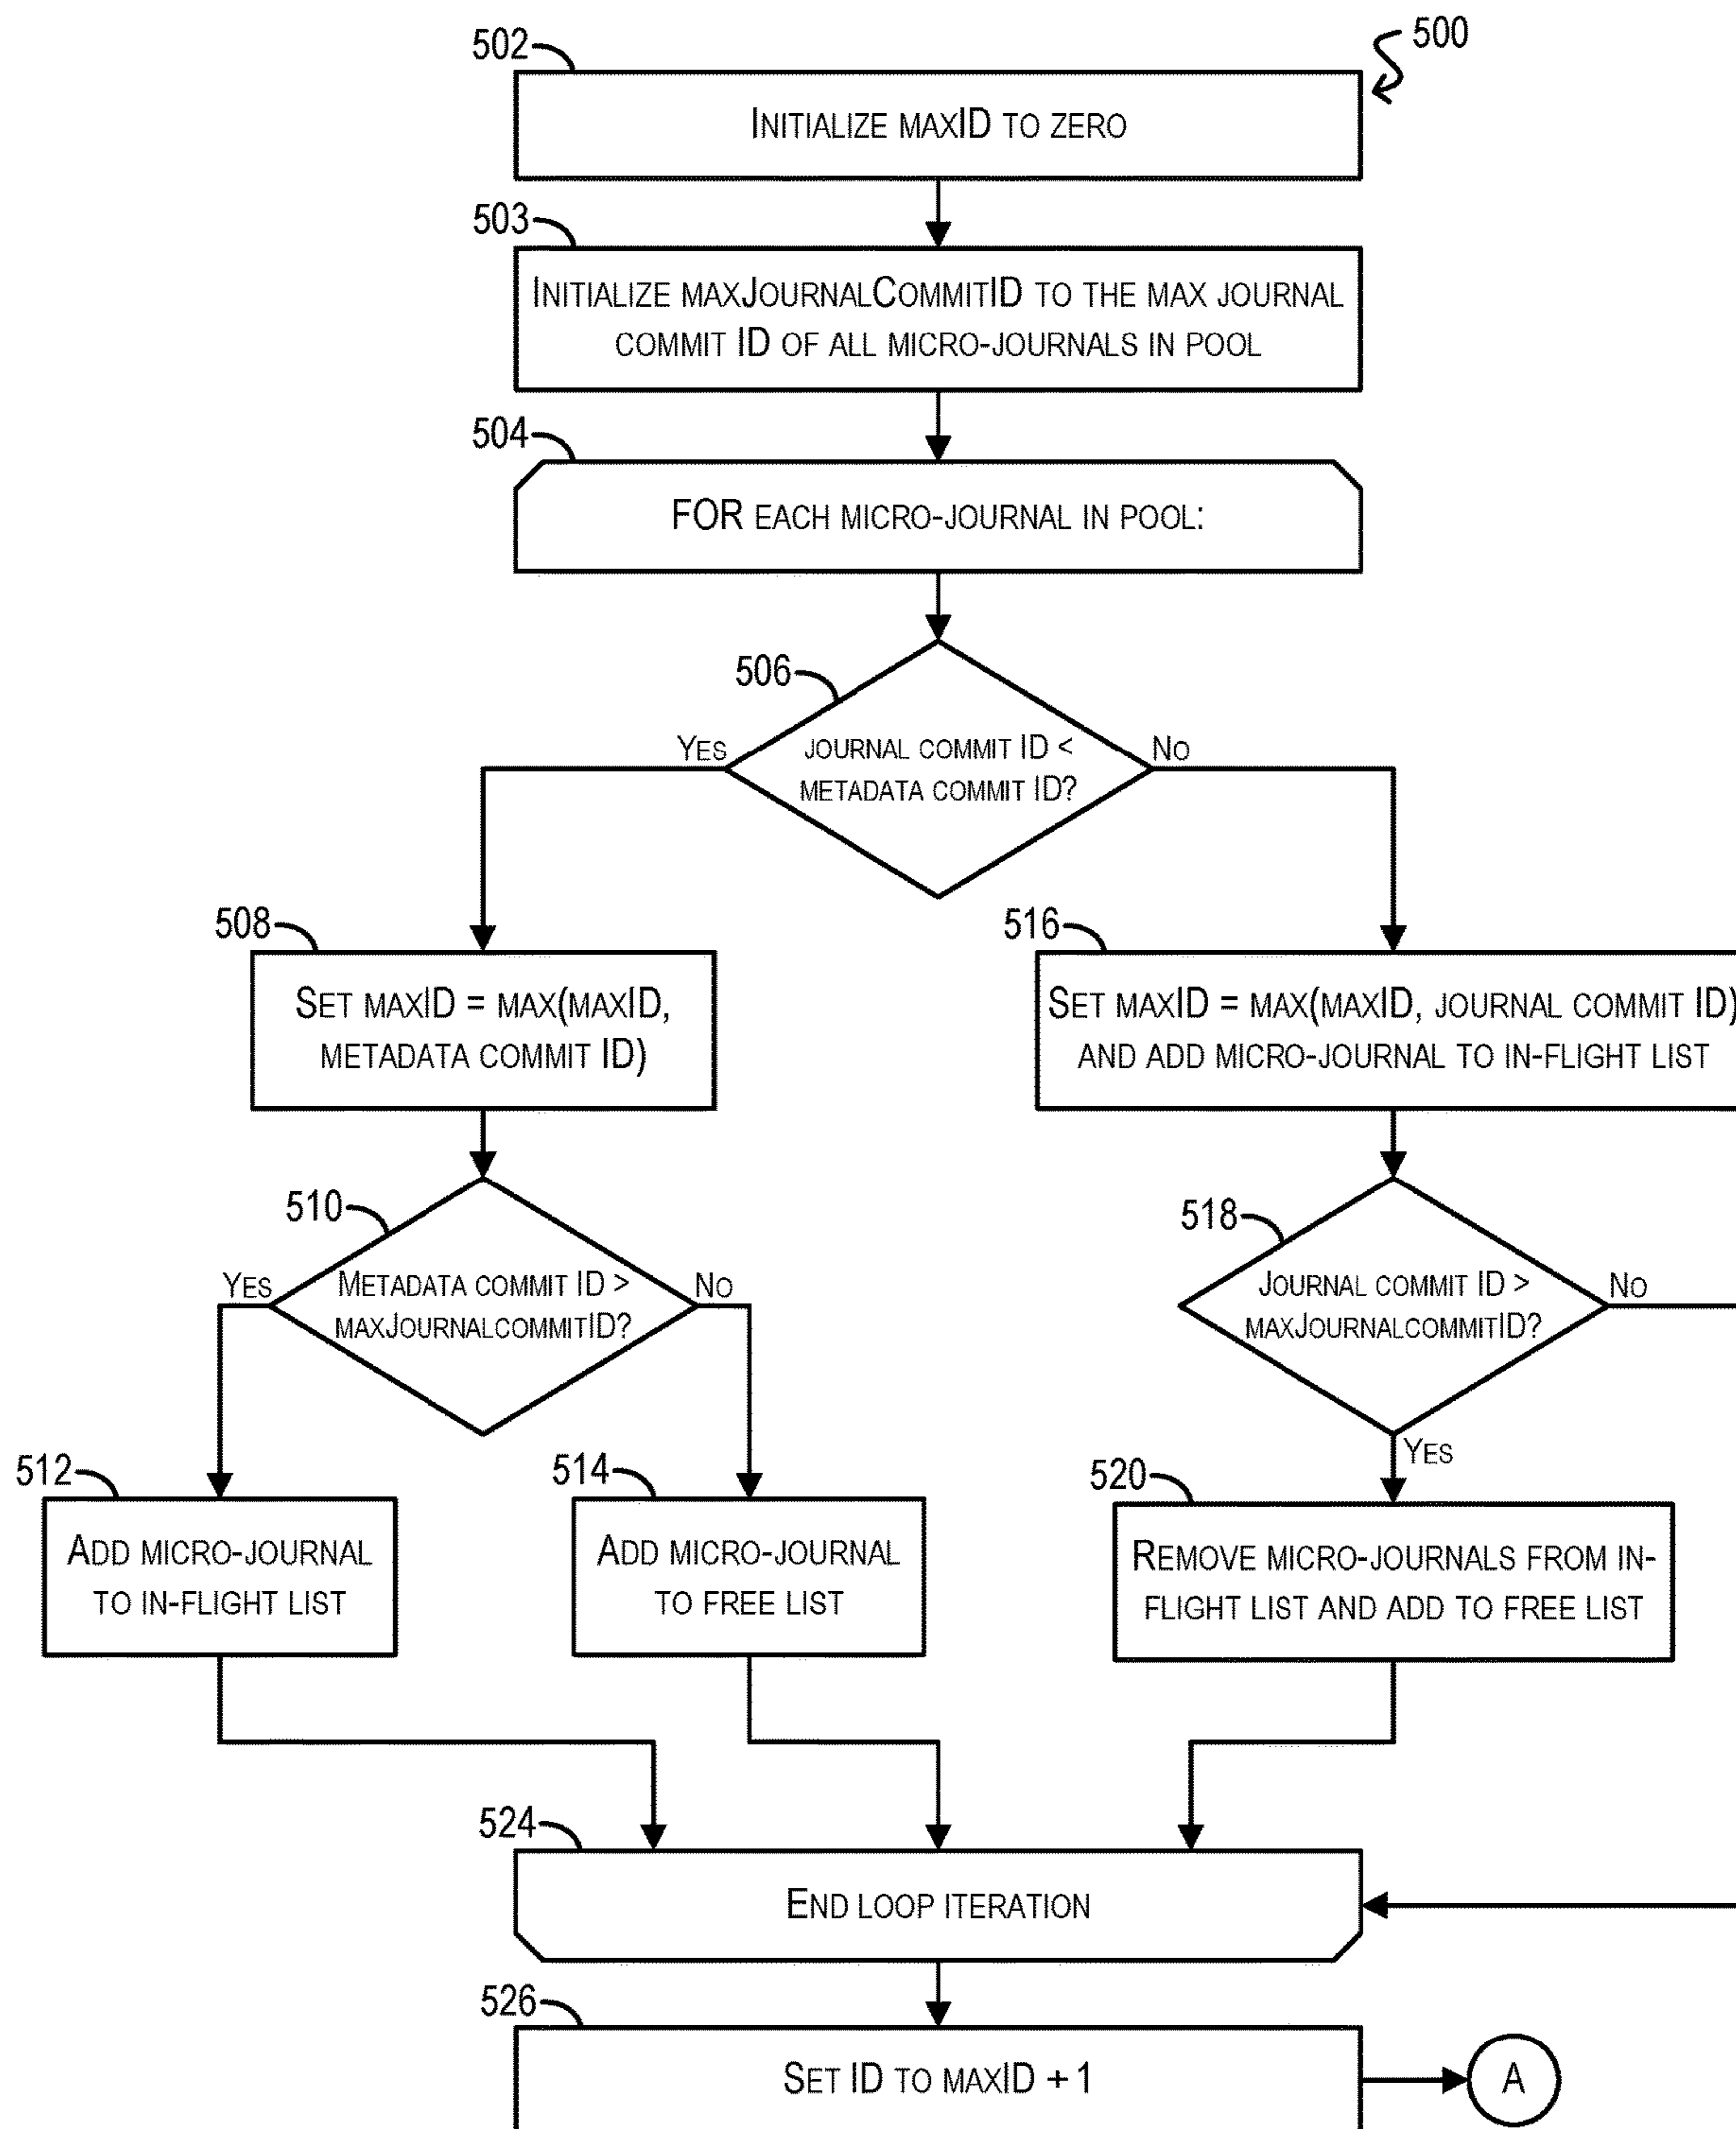 502
500
INITIALIZE MAXID TO ZERO
503
INITIALIZE MAXJOURNALCOMMITID TO THE MAX JOURNAL
COMMIT ID OF ALL MICRO-JOURNALS IN POOL
504
FOR EACH MICRO-JOURNAL IN POOL:
506
YES
JOURNAL COMMIT ID <
METADATA COMMIT ID?
NO
508
SET MAXID = MAX(MAXID,
METADATA COMMIT ID)
516
SET MAXID = MAX(MAXID, JOURNAL COMMIT ID)
AND ADD MICRO-JOURNAL TO IN-FLIGHT LIST
510
YES
METADATA COMMIT ID >
MAXJOURNALCOMMITID?
NO
518
JOURNAL COMMIT ID >
MAXJOURNALCOMMITID?
NO
YES
512
ADD MICRO-JOURNAL
TO IN-FLIGHT LIST
514
ADD MICRO-JOURNAL
TO FREE LIST
520
REMOVE MICRO-JOURNALS FROM IN-
FLIGHT LIST AND ADD TO FREE LIST
524
END LOOP ITERATION
526
SET ID TO MAXID + 1
A